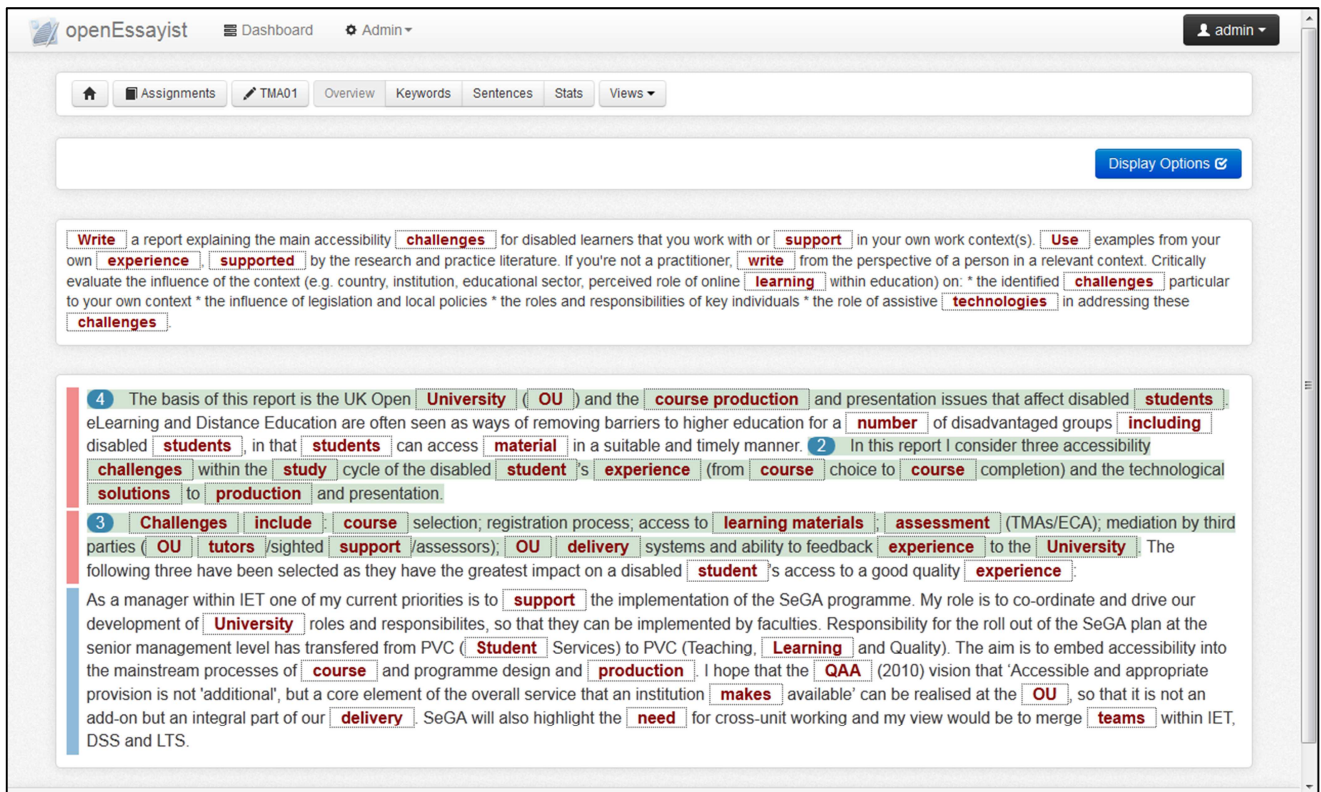 openEssayist Dashboard Admin admin
Assignments TMA01 Overview Keywords Sentences Stats Views
Display Options
Write a report explaining the main accessibility challenges for disabled learners that you work with or support in your own work context(s). Use examples from your
own experience , supported by the research and practice literature. If you're not a practitioner, write from the perspective of a person in a relevant context. Critically
evaluate the influence of the context (e.g. country, institution, educational sector, perceived role of online learning within education) on: * the identified challenges particular
to your own context * the influence of legislation and local policies * the roles and responsibilities of key individuals * the role of assistive technologies in addressing these
challenges .
4 The basis of this report is the UK Open University ( OU ) and the course production and presentation issues that affect disabled students .
eLearning and Distance Education are often seen as ways of removing barriers to higher education for a number of disadvantaged groups including
disabled students , in that students can access material in a suitable and timely manner. 2 In this report I consider three accessibility
challenges within the study cycle of the disabled student 's experience (from course choice to course completion) and the technological
solutions to production and presentation.
3 Challenges include : course selection; registration process; access to learning materials ; assessment (TMAs/ECA); mediation by third
parties ( OU tutors /sighted support /assessors); OU delivery systems and ability to feedback experience to the University . The
following three have been selected as they have the greatest impact on a disabled student 's access to a good quality experience :
As a manager within IET one of my current priorities is to support the implementation of the SeGA programme. My role is to co-ordinate and drive our
development of University roles and responsibilites, so that they can be implemented by faculties. Responsibility for the roll out of the SeGA plan at the
senior management level has transfered from PVC ( Student Services) to PVC (Teaching, Learning and Quality). The aim is to embed accessibility into
the mainstream processes of course and programme design and production . I hope that the QAA (2010) vision that ‘Accessible and appropriate
provision is not 'additional', but a core element of the overall service that an institution makes available’ can be realised at the OU , so that it is not an
add-on but an integral part of our delivery . SeGA will also highlight the need for cross-unit working and my view would be to merge teams within IET,
DSS and LTS.